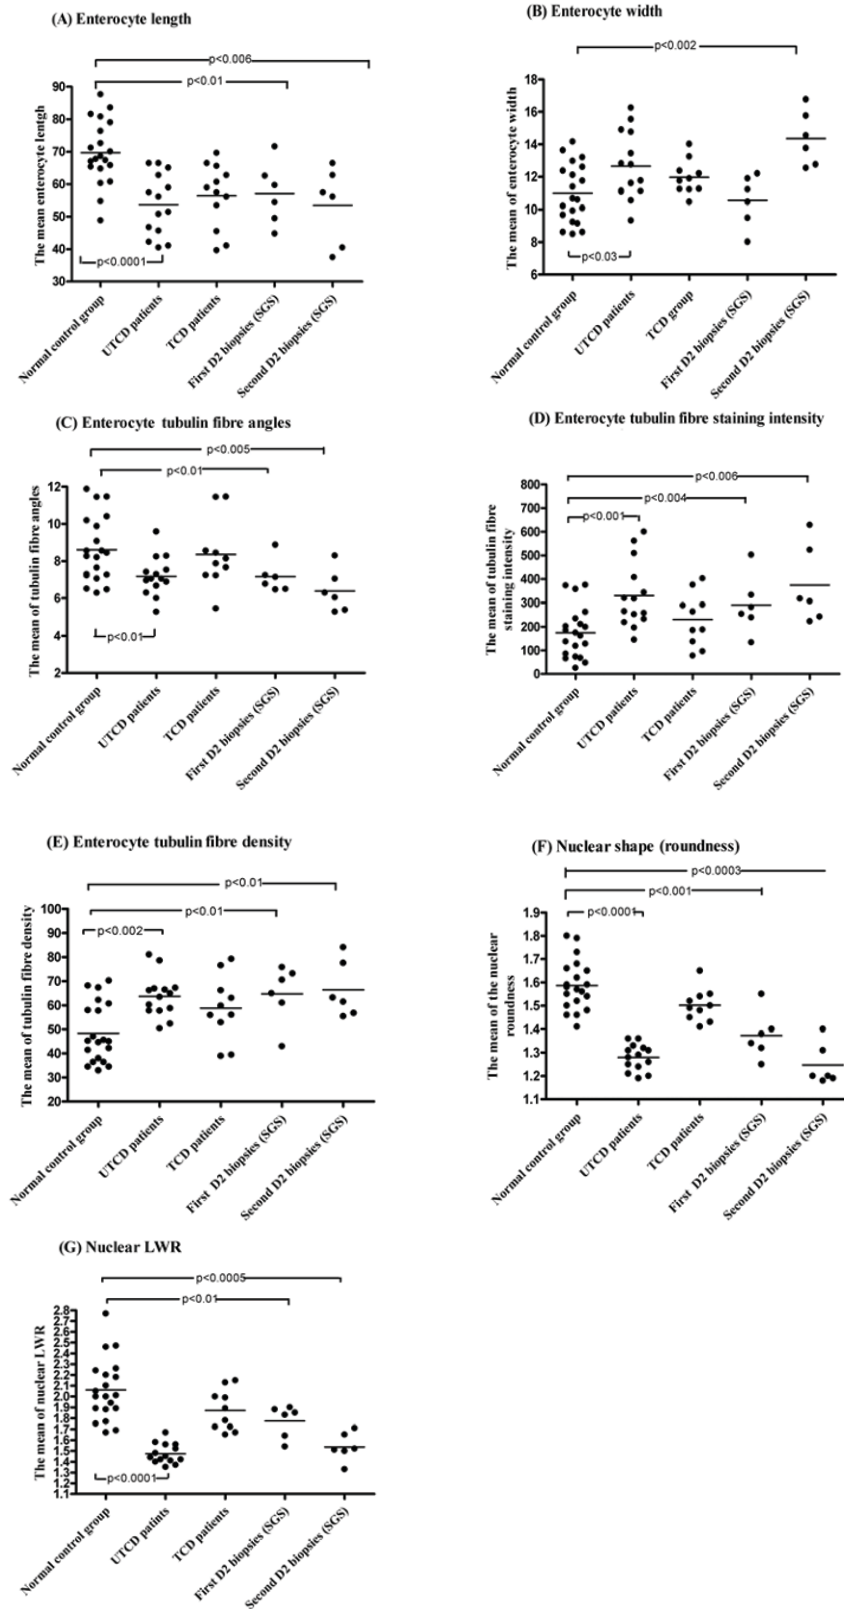 (A) Enterocyte length
p<0.006
p<0.01
90
80
70
60
50
40
30
The mean enterocyte lentgh
p<0.0001
Normal control group
UTCD patients
TCD patients
First D2 biopsies (SGS)
Second D2 biopsies (SGS)
(B) Enterocyte width
p<0.002
18
16
14
12
10
8
6
The mean of enterocyte width
p<0.03
Normal control group
UTCD patients
TCD group
First D2 biopsies (SGS)
Second D2 biopsies (SGS)
(C) Enterocyte tubulin fibre angles
p<0.005
p<0.01
12
10
8
6
4
2
The mean of tubulin fibre angles
p<0.01
Normal control group
UTCD patients
TCD patients
First D2 biopsies (SGS)
Second D2 biopsies (SGS)
(D) Enterocyte tubulin fibre staining intensity
p<0.006
p<0.004
p<0.001
800
700
600
500
400
300
200
100
0
The mean of tubulin fibre
staining intensity
Normal control group
UTCD patients
TCD patients
First D2 biopsies (SGS)
Second D2 biopsies (SGS)
(E) Enterocyte tubulin fibre density
p<0.01
p<0.01
p<0.002
100
90
80
70
60
50
40
30
20
The mean of tubulin fibre density
Normal control group
UTCD patients
TCD patients
First D2 biopsies (SGS)
Second D2 biopsies (SGS)
(F) Nuclear shape (roundness)
p<0.0003
p<0.001
p<0.0001
1.9
1.8
1.7
1.6
1.5
1.4
1.3
1.2
1.1
The mean of the nuclear
roundness
Normal control group
UTCD patients
TCD patients
First D2 biopsies (SGS)
Second D2 biopsies (SGS)
(G) Nuclear LWR
p<0.0005
p<0.01
2.8
2.7
2.6
2.5
2.4
2.3
2.2
2.1
2.0
1.9
1.8
1.7
1.6
1.5
1.4
1.3
1.2
1.1
The mean of nuclear LWR
p<0.0001
Normal control group
UTCD patints
TCD patients
First D2 biopsies (SGS)
Second D2 biopsies (SGS)